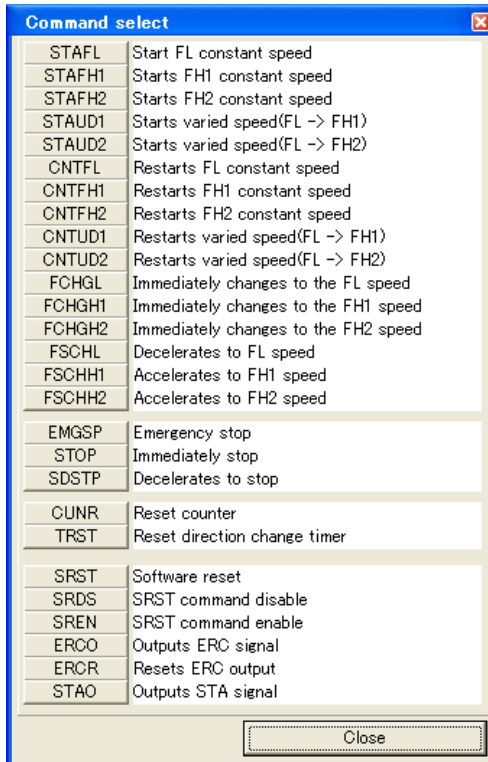 Command select
STAFL Start FL constant speed
STAFH1 Starts FH1 constant speed
STAFH2 Starts FH2 constant speed
STAUD1 Starts varied speed(FL -> FH1)
STAUD2 Starts varied speed(FL -> FH2)
CNTFL Restarts FL constant speed
CNTFH1 Restarts FH1 constant speed
CNTFH2 Restarts FH2 constant speed
CNTUD1 Restarts varied speed(FL -> FH1)
CNTUD2 Restarts varied speed(FL -> FH2)
FCHGL Immediately changes to the FL speed
FCHGH1 Immediately changes to the FH1 speed
FCHGH2 Immediately changes to the FH2 speed
FSCHL Decelerates to FL speed
FSCHH1 Accelerates to FH1 speed
FSCHH2 Accelerates to FH2 speed
EMGSP Emergency stop
STOP Immediately stop
SDSTP Decelerates to stop
CUNR Reset counter
TRST Reset direction change timer
SRST Software reset
SRDS SRST command disable
SREN SRST command enable
ERCO Outputs ERC signal
ERCR Resets ERC output
STAO Outputs STA signal
Close